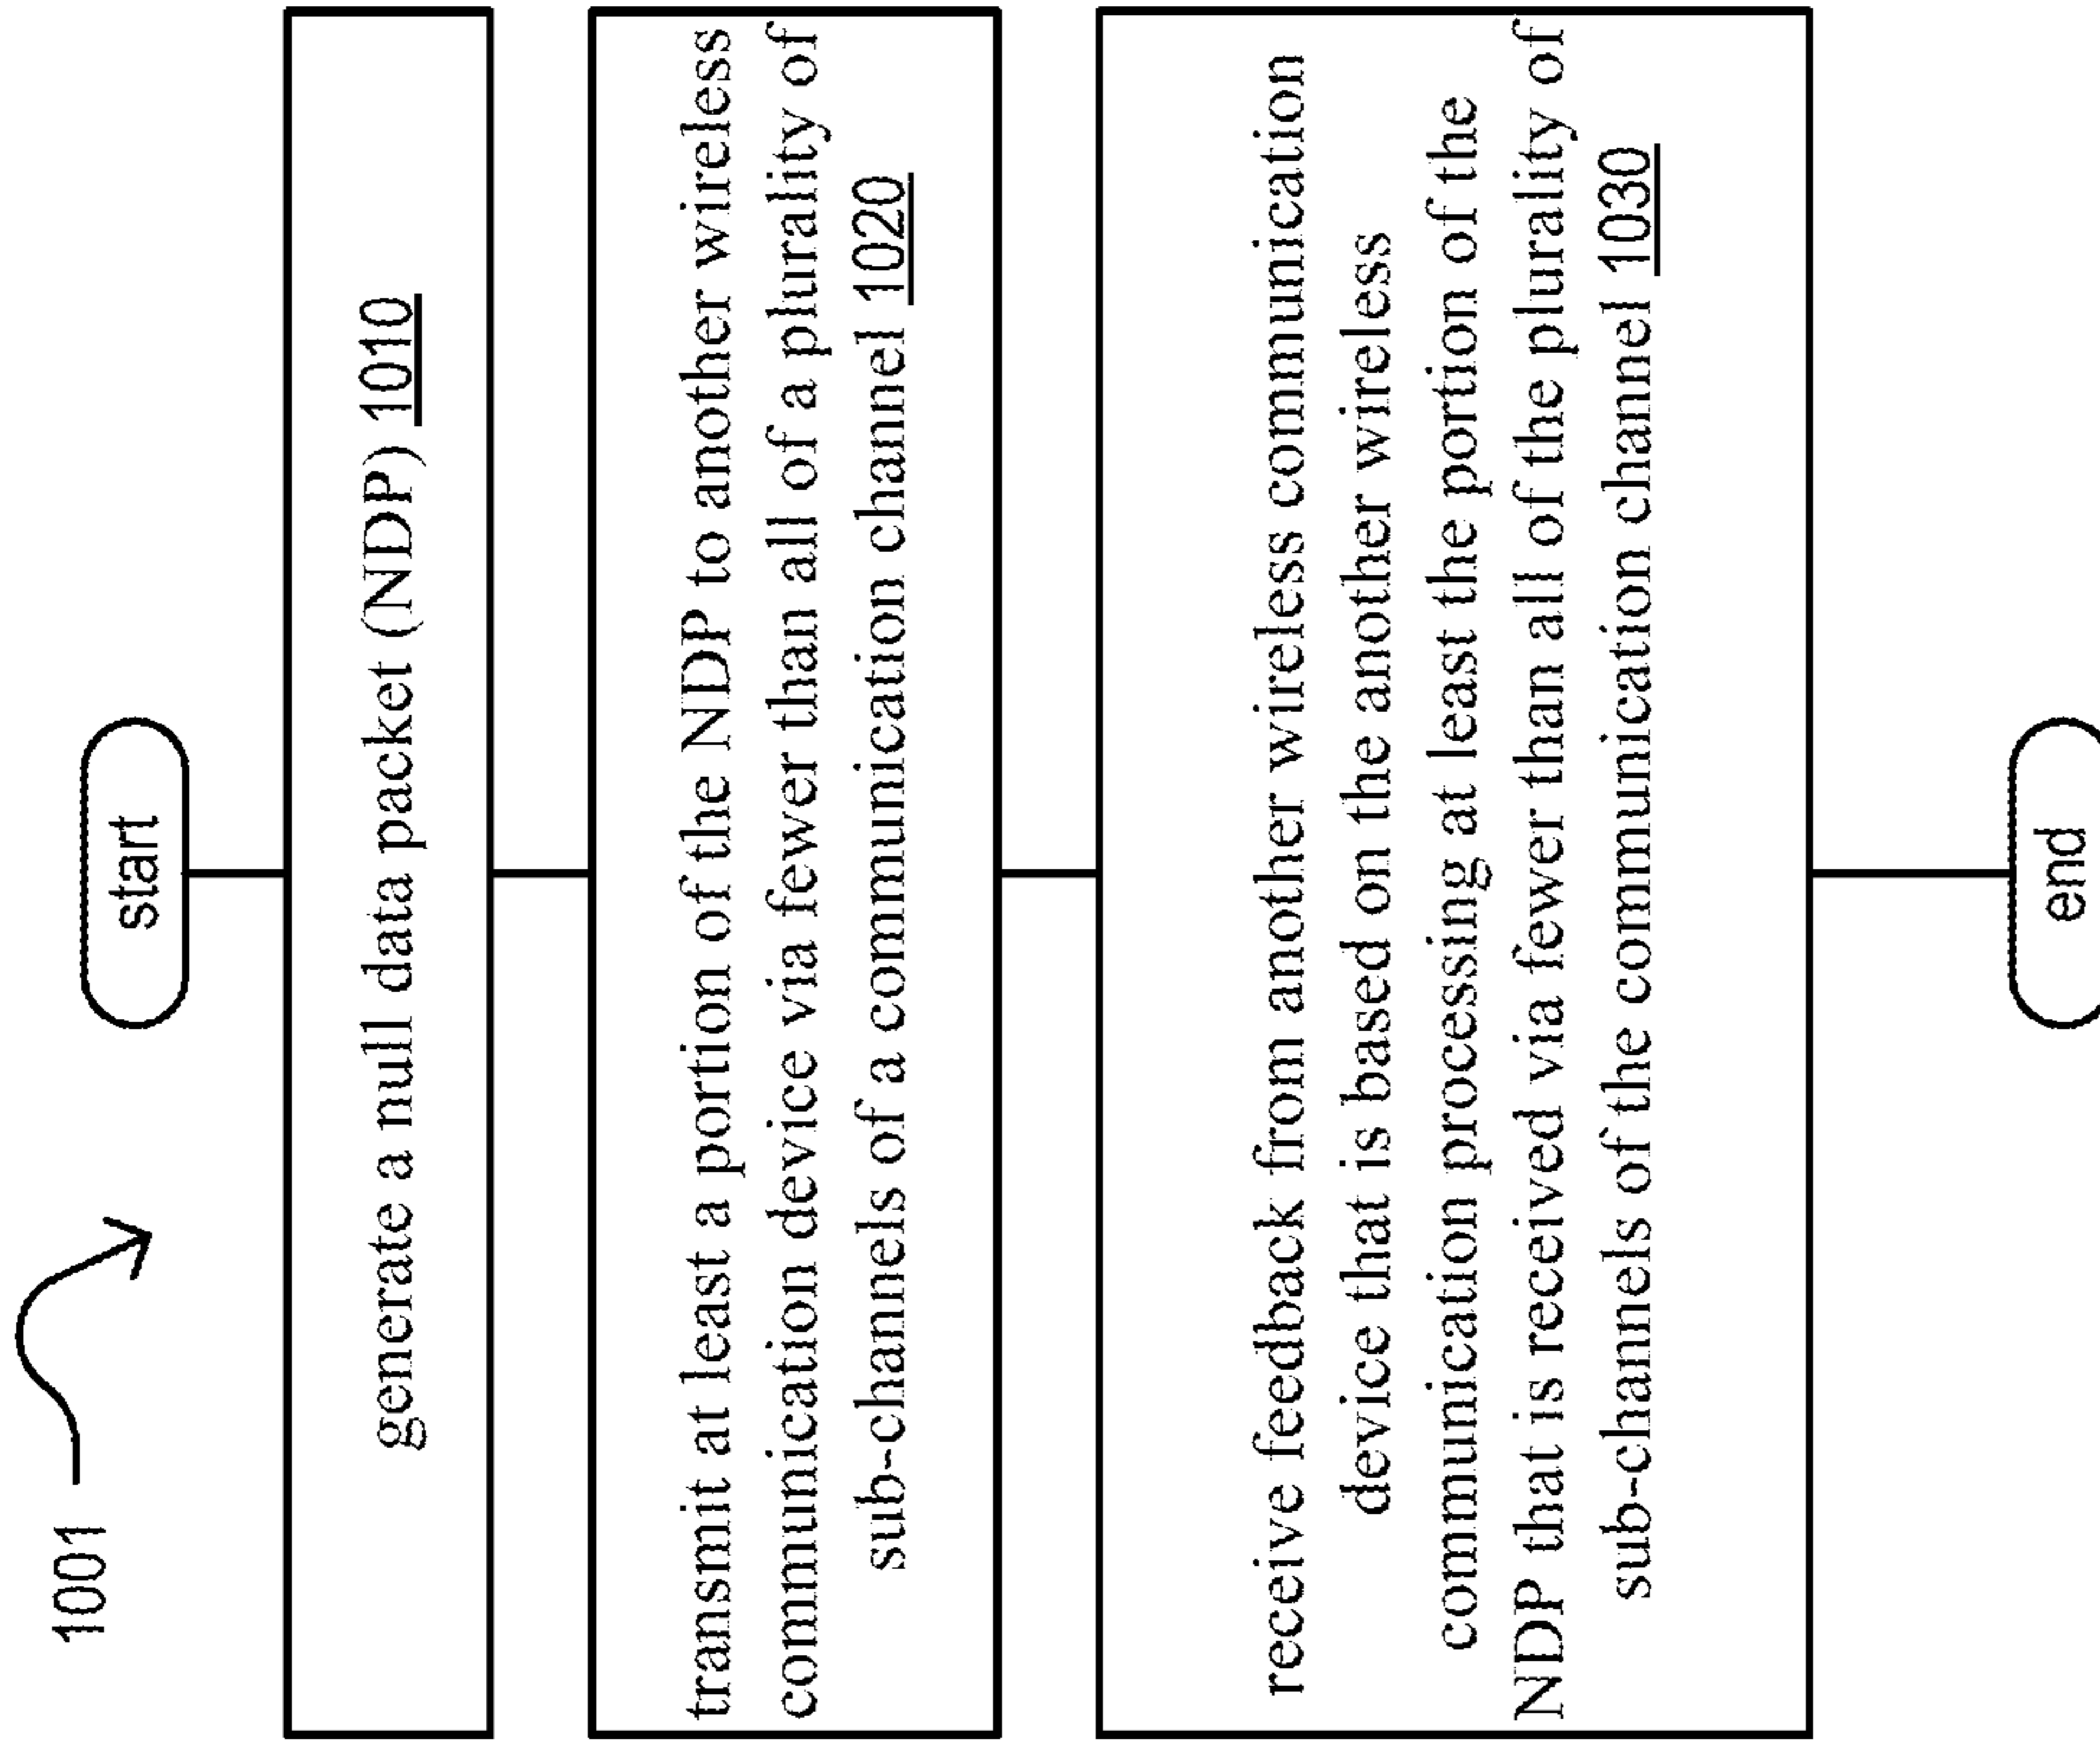 1001
start
generate a null data packet (NDP) 1010
transmit at least a portion of the NDP to another wireless
communication device via fewer than all of a plurality of
sub-channels of a communication channel 1020
receive feedback from another wireless communication
device that is based on the another wireless
communication processing at least the portion of the
NDP that is received via fewer than all of the plurality of
sub-channels of the communication channel 1030
end